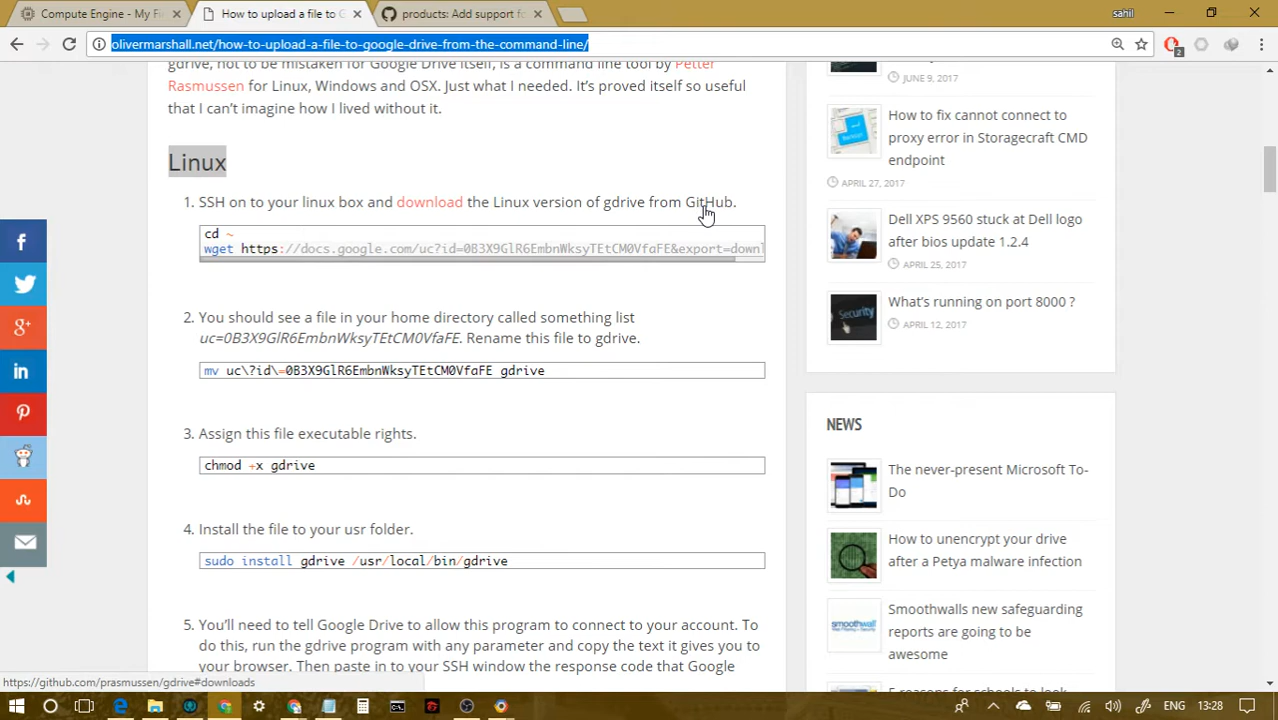 Compute Engine - My Fi
How to upload a file to G
products: Add support fo
sahil
olivermarshall.net/how-to-upload-a-file-to-google-drive-from-the-command-line/
2
gdrive, not to be mistaken for Google Drive itself, is a command line tool by Petter
Rasmussen for Linux, Windows and OSX. Just what I needed. It's proved itself so useful
that I can't imagine how I lived without it.
Linux
1. SSH on to your linux box and download the Linux version of gdrive from GitHub.
cd ~
wget https://docs.google.com/uc?id=0B3X9GlR6EmbnWksyTEtCM0VfaFE&export=downl
2. You should see a file in your home directory called something list
uc=0B3X9GlR6EmbnWksyTEtCM0VfaFE. Rename this file to gdrive.
mv uc\?id\=0B3X9GlR6EmbnWksyTEtCM0VfaFE gdrive
3. Assign this file executable rights.
chmod +x gdrive
4. Install the file to your usr folder.
sudo install gdrive /usr/local/bin/gdrive
5. You'll need to tell Google Drive to allow this program to connect to your account. To
do this, run the gdrive program with any parameter and copy the text it gives you to
your browser. Then paste in to your SSH window the response code that Google
JUNE 9, 2017
How to fix cannot connect to
proxy error in Storagecraft CMD
endpoint
APRIL 27, 2017
Dell XPS 9560 stuck at Dell logo
after bios update 1.2.4
APRIL 25, 2017
What's running on port 8000 ?
APRIL 12, 2017
NEWS
The never-present Microsoft To-
Do
How to unencrypt your drive
after a Petya malware infection
Smoothwalls new safeguarding
reports are going to be
awesome
https://github.com/prasmussen/gdrive#downloads
ENG
13:28